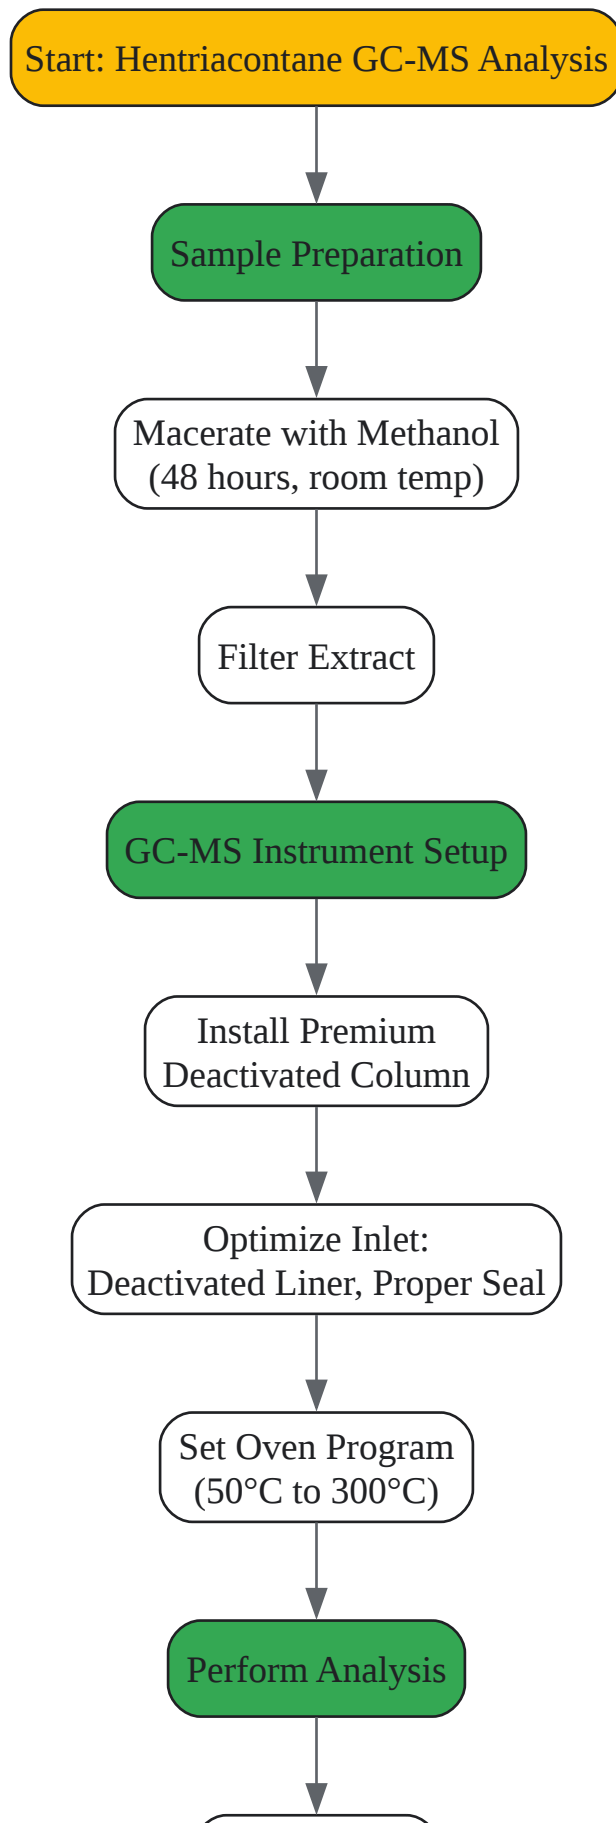 Start: Hentriacontane GC-MS Analysis
Sample Preparation
Macerate with Methanol
(48 hours, room temp)
Filter Extract
GC-MS Instrument Setup
Install Premium
Deactivated Column
Optimize Inlet:
Deactivated Liner, Proper Seal
Set Oven Program
(50°C to 300°C)
Perform Analysis